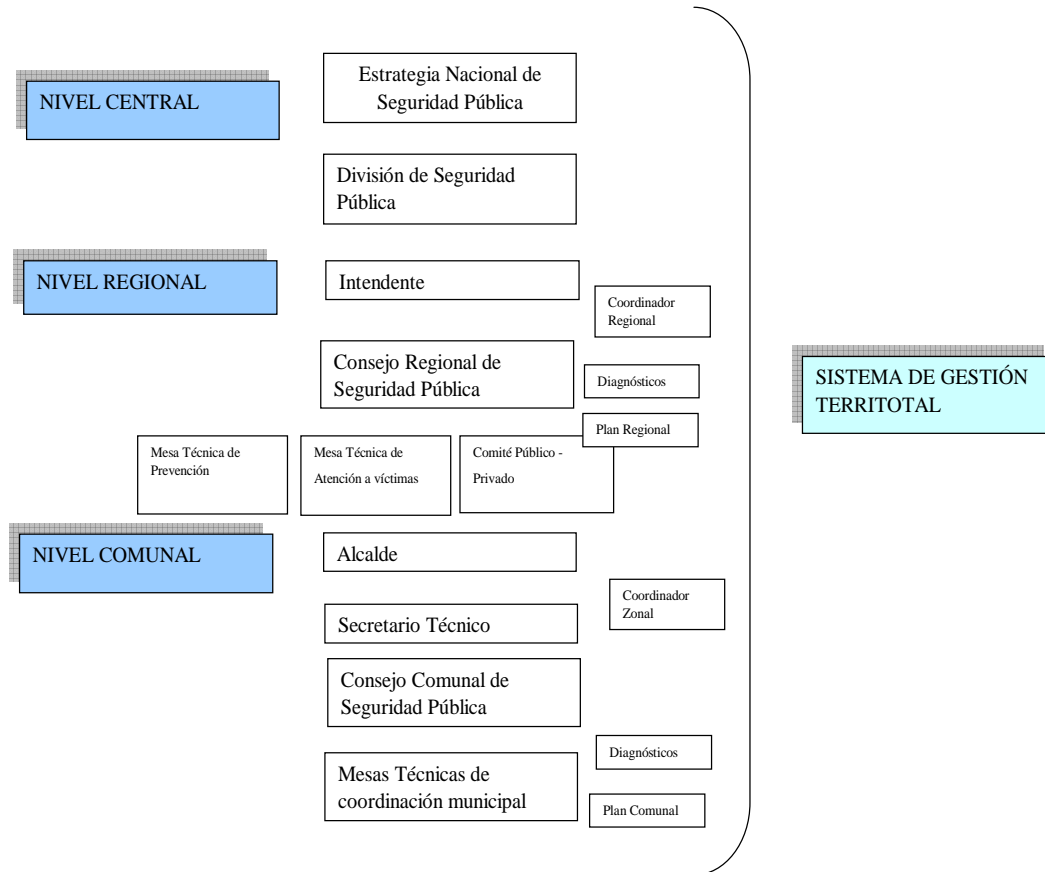 NIVEL CENTRAL
Estrategia Nacional de
Seguridad Pública
División de Seguridad
Pública
NIVEL REGIONAL
Intendente
Coordinador
Regional
Consejo Regional de
Seguridad Pública
Diagnósticos
Plan Regional
Mesa Técnica de
Prevención
Mesa Técnica de
Atención a víctimas
Comité Público -
Privado
SISTEMA DE GESTIÓN
TERRITOTAL
NIVEL COMUNAL
Alcalde
Coordinador
Zonal
Secretario Técnico
Consejo Comunal de
Seguridad Pública
Diagnósticos
Mesas Técnicas de
coordinación municipal
Plan Comunal